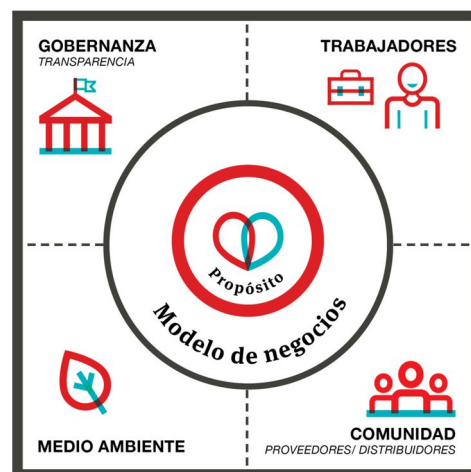 GOBERNANZA
TRANSPARENCIA
TRABAJADORES
Propósito
Modelo de negocios
MEDIO AMBIENTE
COMUNIDAD
PROVEEDORES/ DISTRIBUIDORES